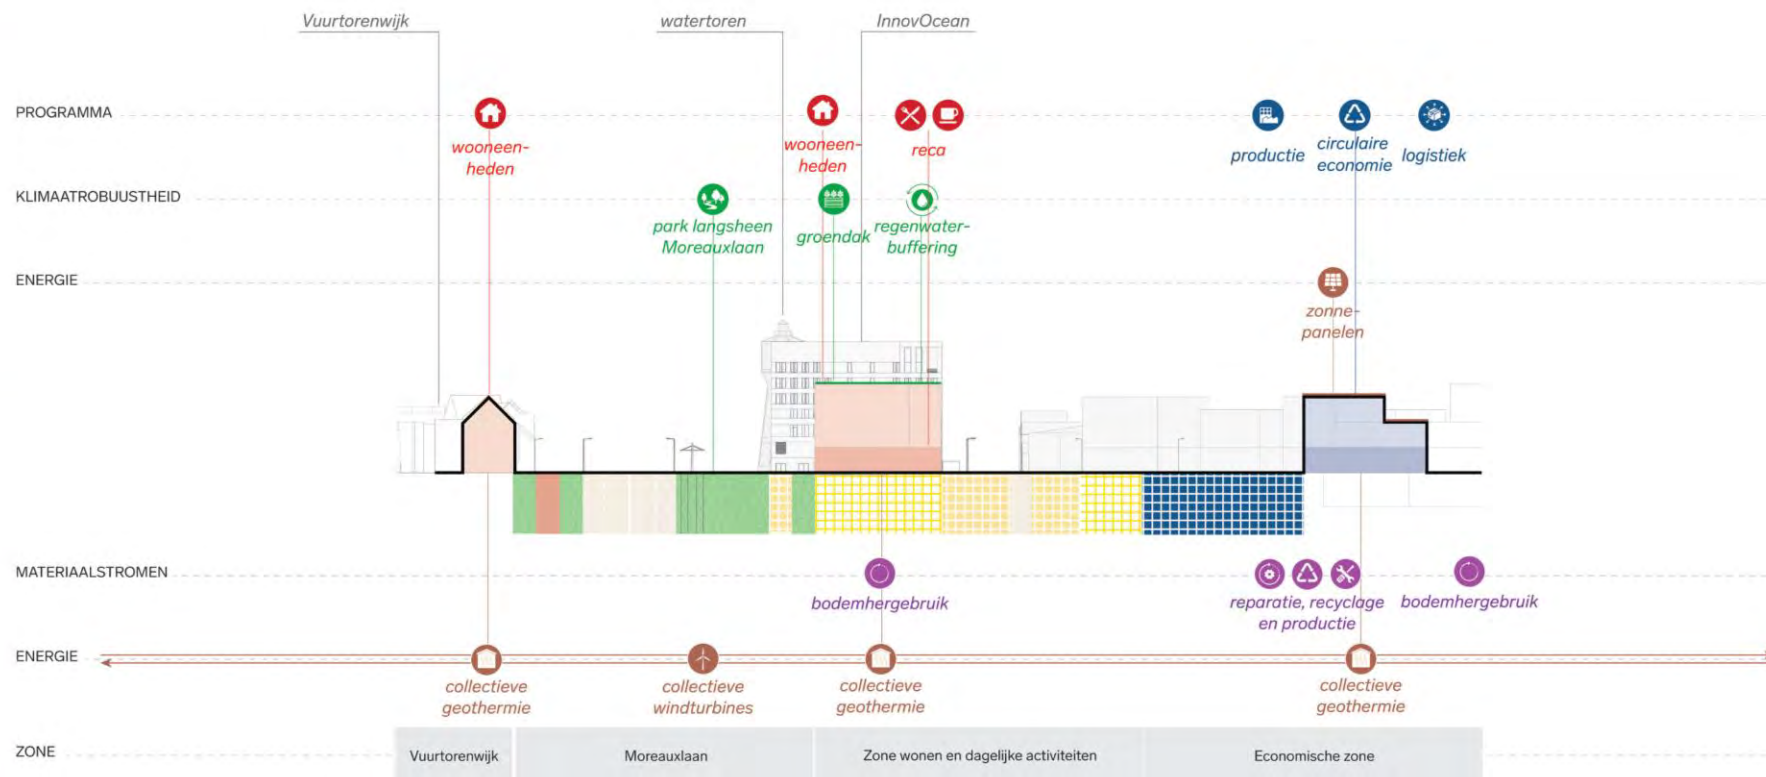 Vuurtorenwijk
watertoren
InnovOcean
PROGRAMMA
wooneen-
heden
wooneen-
heden
reca
productie
circulaire
economie
logistiek
KLIMAATROBUUSTHEID
park langsheen
Moreauxlaan
groendak
regenwater-
buffering
ENERGIE
zonne-
panelen
MATERIAALSTROMEN
bodemhergebruik
reparatie, recyclage
en productie
bodemhergebruik
ENERGIE
collectieve
geothermie
collectieve
windturbines
collectieve
geothermie
collectieve
geothermie
ZONE
Vuurtorenwijk
Moreauxlaan
Zone wonen en dagelijke activiteiten
Economische zone